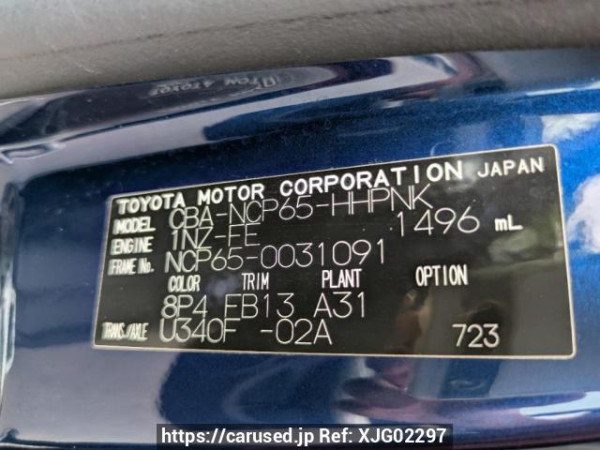 TOYOTA MOTOR CORPORATION JAPAN
MODEL CBA-NCP65-HHPNK
ENGINE 1NZ-FE 1496 mL
FRAME No. NCP65-0031091
COLOR TRIM PLANT OPTION
8P4 FB13 A31
TRANS./AXLE U340F -02A 723
https://carused.jp Ref: XJG02297